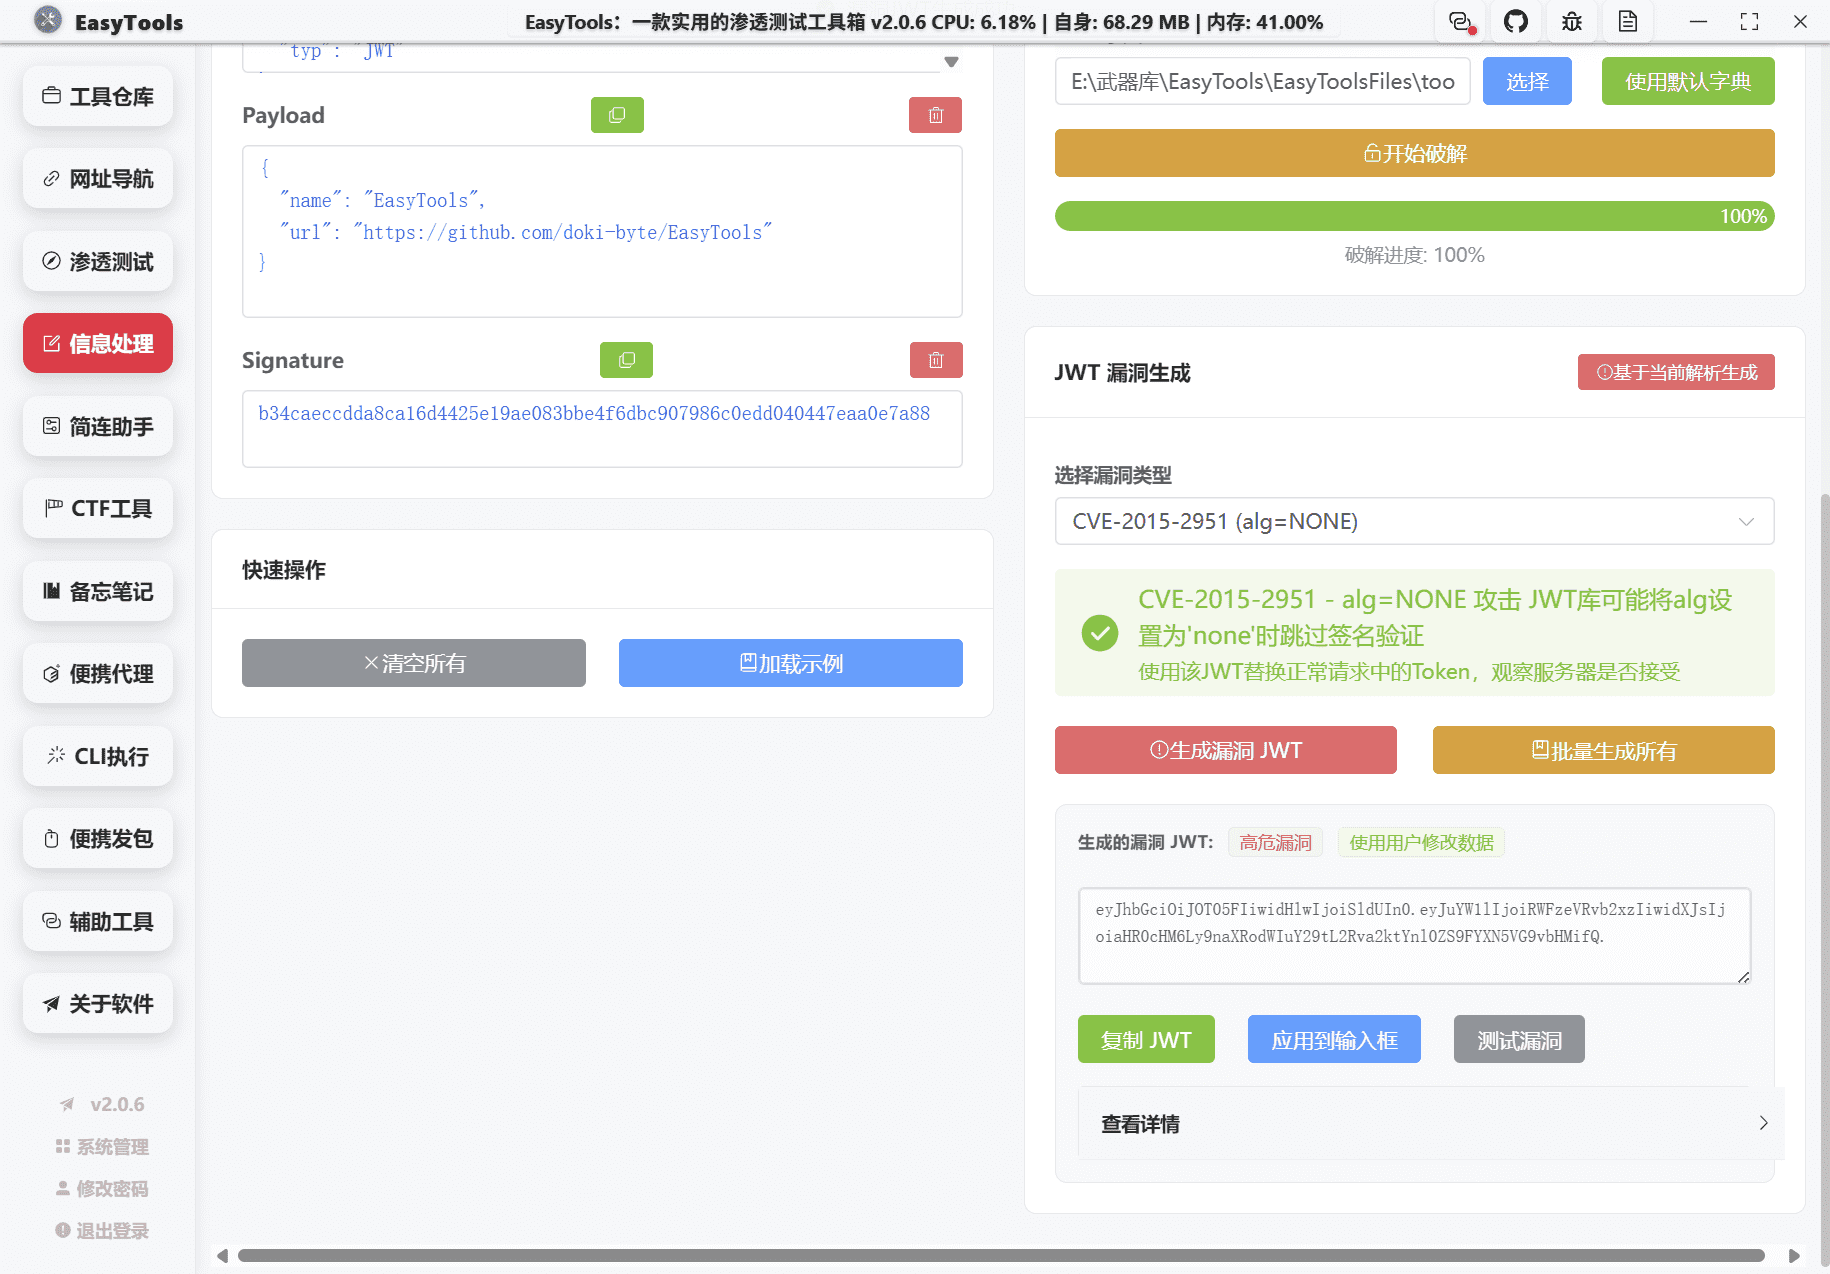 EasyTools
EasyTools：一款实用的渗透测试工具箱 v2.0.6 CPU: 6.18% | 自身: 68.29 MB | 内存: 41.00%
工具仓库
网址导航
渗透测试
信息处理
简连助手
CTF工具
备忘笔记
便携代理
CLI执行
便携发包
辅助工具
关于软件
v2.0.6
系统管理
修改密码
退出登录
"typ": "JWT"
Payload
{
"name": "EasyTools",
"url": "https://github.com/doki-byte/EasyTools"
}
Signature
b34caeccdda8ca16d4425e19ae083bbe4f6dbc907986c0edd040447eaa0e7a88
快速操作
清空所有
加载示例
E:\武器库\EasyTools\EasyToolsFiles\too
选择
使用默认字典
开始破解
100%
破解进度: 100%
JWT 漏洞生成
基于当前解析生成
选择漏洞类型
CVE-2015-2951 (alg=NONE)
CVE-2015-2951 - alg=NONE 攻击 JWT库可能将alg设
置为'none'时跳过签名验证
使用该JWT替换正常请求中的Token，观察服务器是否接受
生成漏洞 JWT
批量生成所有
生成的漏洞 JWT:
高危漏洞
使用用户修改数据
eyJhbGciOiJOT05FIiwidHlwIjoiSldUIn0.eyJuYW1lIjoiRWFzeVRvb2xzIiwidXJsIj
oiaHR0cHM6Ly9naXRodWIuY29tL2Rva2ktYnl0ZS9FYXN5VG9vbHMifQ.
复制 JWT
应用到输入框
测试漏洞
查看详情